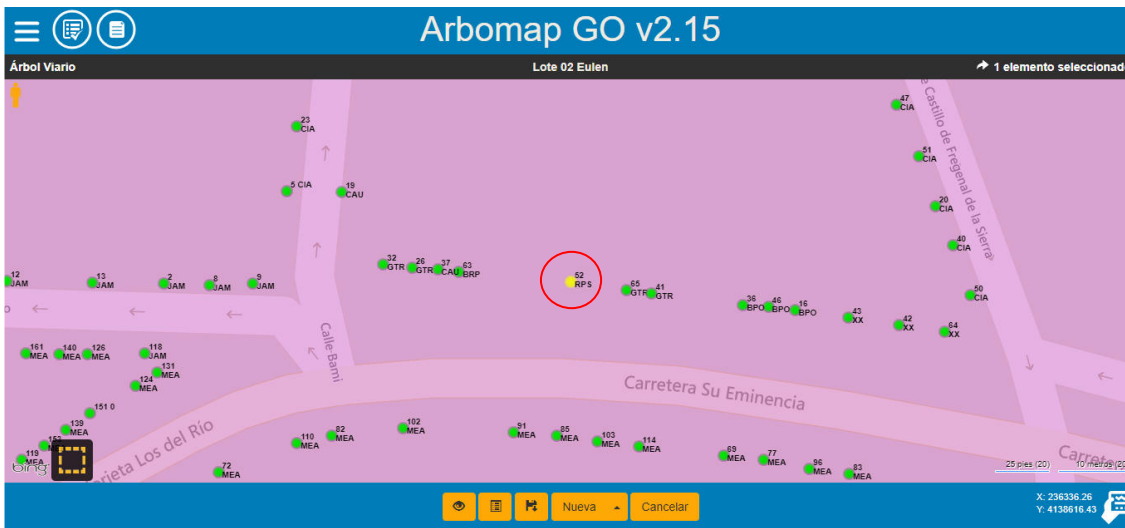 Arbomap GO v2.15
Árbol Viario
Lote 02 Eulen
1 elemento seleccionad
47
CIA
Castillo de Fregenal de la Sierra
23
CIA
51
CIA
5 CIA
19
CAU
20
CIA
40
CIA
32
GTR
26
GTR
37
CAU
63
BRP
52
RPS
65
GTR
41
GTR
12
JAM
13
JAM
2
JAM
8
JAM
9
JAM
50
CIA
36
BPO
46
BPO
16
BPO
43
XX
42
XX
64
XX
Calle Bami
161
MEA
140
MEA
126
MEA
118
JAM
131
MEA
124
MEA
151 0
139
MEA
153
119
MEA
Carretera Su Eminencia
rieta Los del Río
110
MEA
82
MEA
102
MEA
91
MEA
85
MEA
103
MEA
114
MEA
72
MEA
69
MEA
77
MEA
96
MEA
83
MEA
bing
25 pies (20)
10 metros (20
Nueva
Cancelar
X: 236336.26
Y: 4138616.43